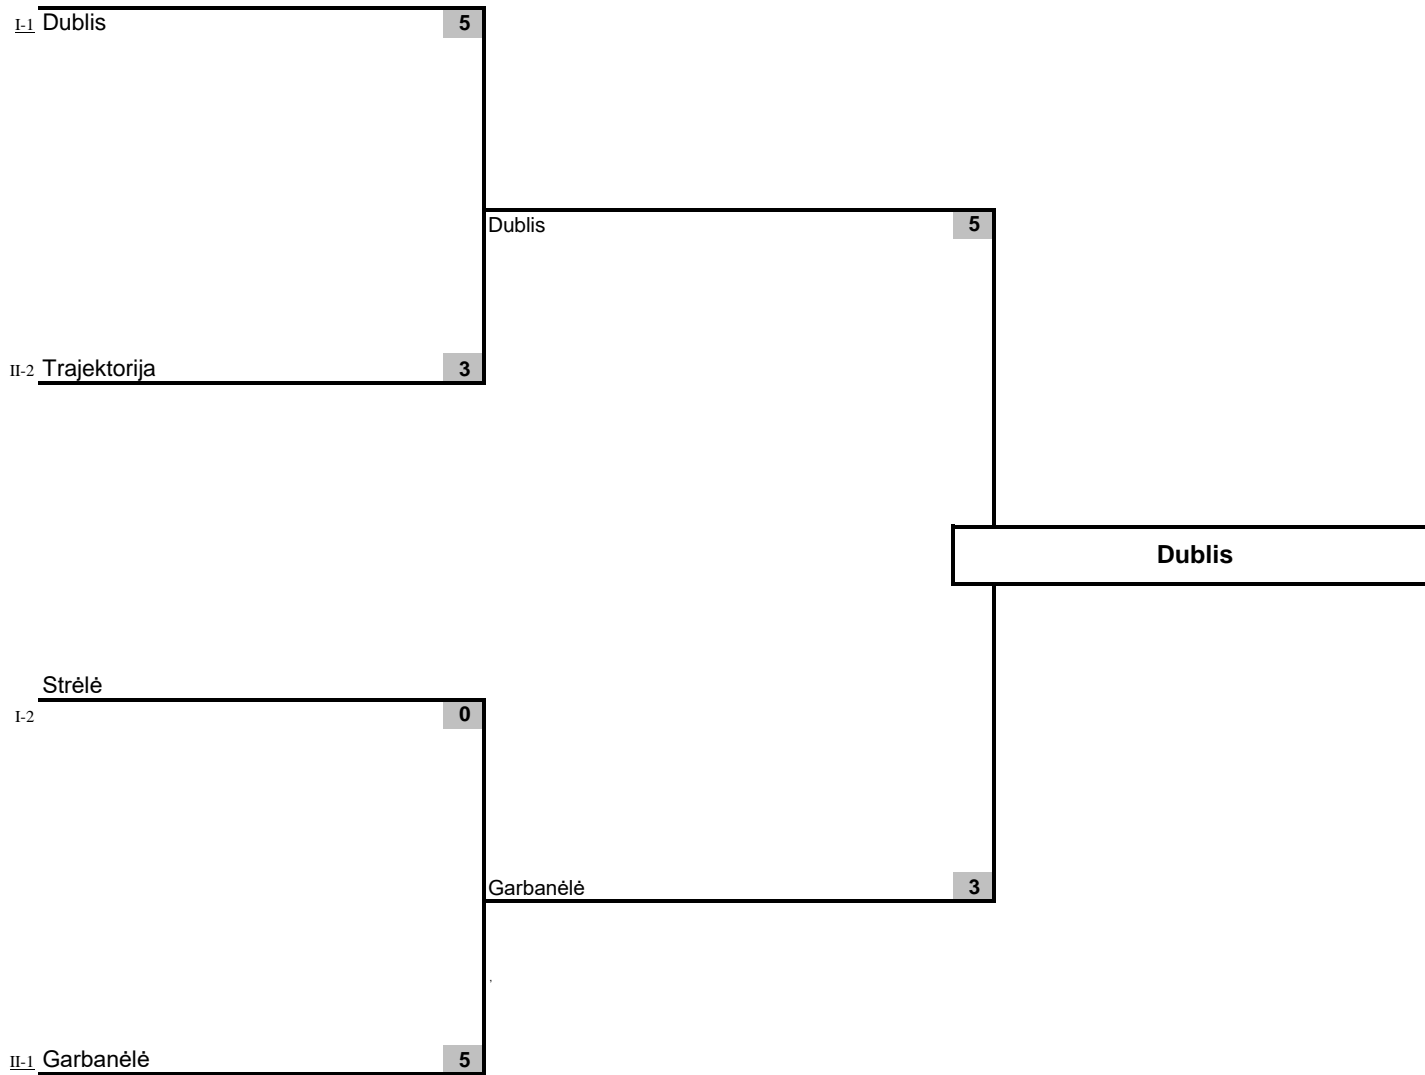 I-1 Dublis 5
Dublis 5
II-2 Trajektorija 3
Dublis
Strėlė
I-2 0
Garbanėlė 3
,
II-1 Garbanėlė 5